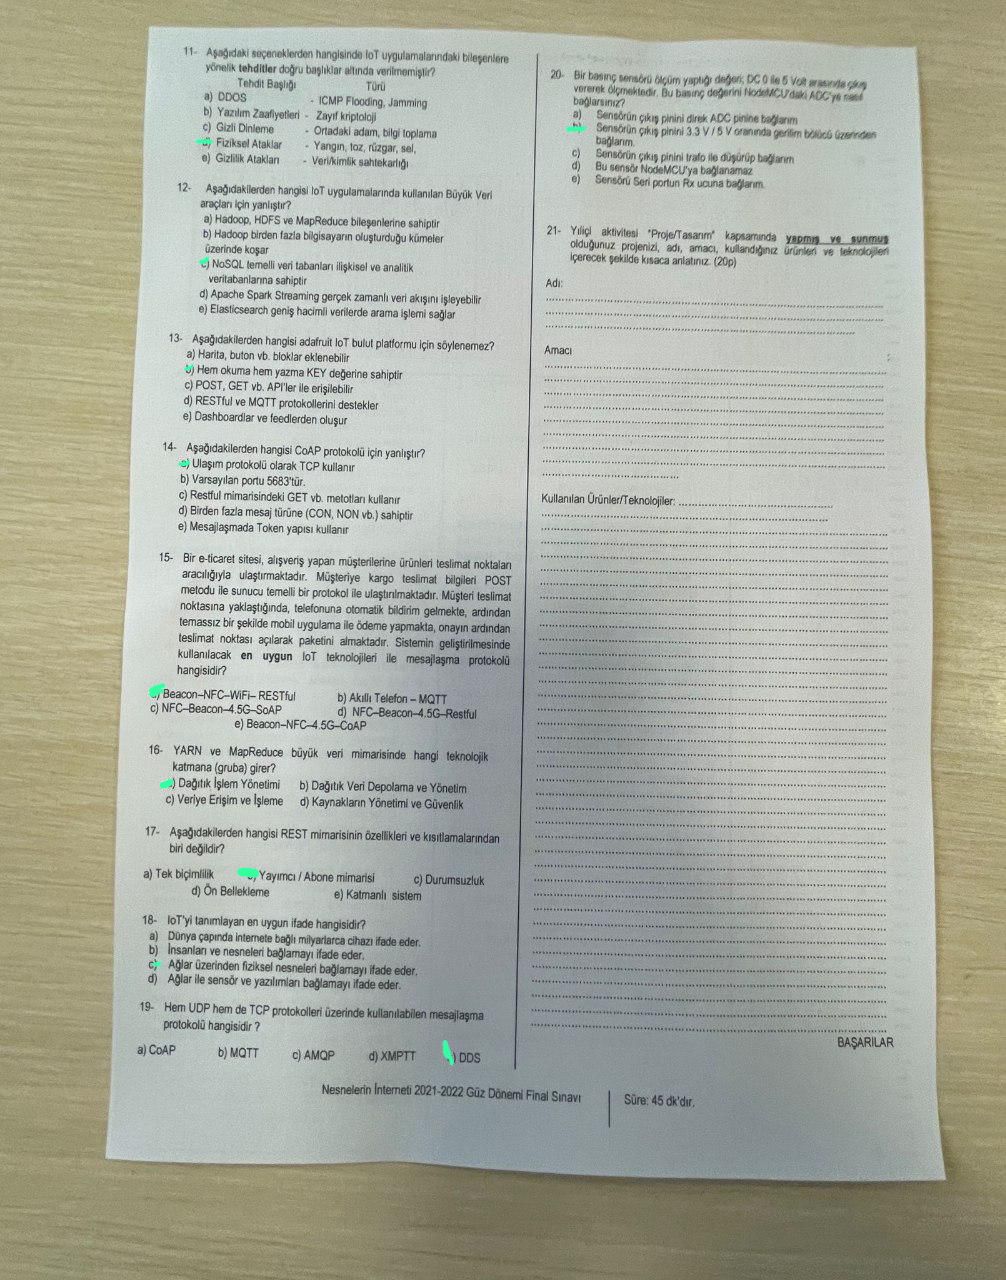 11- Aşağıdaki seçeneklerden hangisinde IoT uygulamalarındaki bileşenlere
yönelik tehditler doğru başlıklar altında verilmemiştir?
Tehdit Başlığı Türü
a) DDOS - ICMP Flooding, Jamming
b) Yazılım Zaafiyetleri - Zayıf kriptoloji
c) Gizli Dinleme - Ortadaki adam, bilgi toplama
d) Fiziksel Ataklar - Yangın, toz, rüzgar, sel,
e) Gizlilik Atakları - Veri/kimlik sahtekarlığı
12- Aşağıdakilerden hangisi IoT uygulamalarında kullanılan Büyük Veri
araçları için yanlıştır?
a) Hadoop, HDFS ve MapReduce bileşenlerine sahiptir
b) Hadoop birden fazla bilgisayarın oluşturduğu kümeler
üzerinde koşar
c) NoSQL temelli veri tabanları ilişkisel ve analitik
veritabanlarına sahiptir
d) Apache Spark Streaming gerçek zamanlı veri akışını işleyebilir
e) Elasticsearch geniş hacimli verilerde arama işlemi sağlar
13- Aşağıdakilerden hangisi adafruit IoT bulut platformu için söylenemez?
a) Harita, buton vb. bloklar eklenebilir
b) Hem okuma hem yazma KEY değerine sahiptir
c) POST, GET vb. API'ler ile erişilebilir
d) RESTful ve MQTT protokollerini destekler
e) Dashboardlar ve feedlerden oluşur
14- Aşağıdakilerden hangisi CoAP protokolü için yanlıştır?
a) Ulaşım protokolü olarak TCP kullanır
b) Varsayılan portu 5683'tür.
c) Restful mimarisindeki GET vb. metotları kullanır
d) Birden fazla mesaj türüne (CON, NON vb.) sahiptir
e) Mesajlaşmada Token yapısı kullanır
15- Bir e-ticaret sitesi, alışveriş yapan müşterilerine ürünleri teslimat noktaları
aracılığıyla ulaştırmaktadır. Müşteriye kargo teslimat bilgileri POST
metodu ile sunucu temelli bir protokol ile ulaştırılmaktadır. Müşteri teslimat
noktasına yaklaştığında, telefonuna otomatik bildirim gelmekte, ardından
temassız bir şekilde mobil uygulama ile ödeme yapmakta, onayın ardından
teslimat noktası açılarak paketini almaktadır. Sistemin geliştirilmesinde
kullanılacak en uygun IoT teknolojileri ile mesajlaşma protokolü
hangisidir?
a) Beacon–NFC–WiFi– RESTful b) Akıllı Telefon – MQTT
c) NFC–Beacon–4.5G–SoAP d) NFC–Beacon–4.5G–Restful
e) Beacon–NFC–4.5G–CoAP
16- YARN ve MapReduce büyük veri mimarisinde hangi teknolojik
katmana (gruba) girer?
) Dağıtık İşlem Yönetimi b) Dağıtık Veri Depolama ve Yönetim
c) Veriye Erişim ve İşleme d) Kaynakların Yönetimi ve Güvenlik
17- Aşağıdakilerden hangisi REST mimarisinin özellikleri ve kısıtlamalarından
biri değildir?
a) Tek biçimlilik ) Yayımcı / Abone mimarisi c) Durumsuzluk
d) Ön Bellekleme e) Katmanlı sistem
18- IoT'yi tanımlayan en uygun ifade hangisidir?
a) Dünya çapında internete bağlı milyarlarca cihazı ifade eder.
b) İnsanları ve nesneleri bağlamayı ifade eder.
c) Ağlar üzerinden fiziksel nesneleri bağlamayı ifade eder.
d) Ağlar ile sensör ve yazılımları bağlamayı ifade eder.
19- Hem UDP hem de TCP protokolleri üzerinde kullanılabilen mesajlaşma
protokolü hangisidir ?
a) CoAP b) MQTT c) AMQP d) XMPTT ) DDS
20- Bir basınç sensörü ölçüm yaptığı değeri; DC 0 ile 5 Volt arasında çıkış
vererek ölçmektedir. Bu basınç değerini NodeMCU'daki ADC'ye nasıl
bağlarsınız?
a) Sensörün çıkış pinini direk ADC pinine bağlarım
b) Sensörün çıkış pinini 3.3 V / 5 V oranında gerilim bölücü üzerinden
bağlarım.
c) Sensörün çıkış pinini trafo ile düşürüp bağlarım
d) Bu sensör NodeMCU'ya bağlanamaz
e) Sensörü Seri portun Rx ucuna bağlarım.
21- Yıliçi aktivitesi "Proje/Tasarım" kapsamında yapmış ve sunmuş
olduğunuz projenizi, adı, amacı, kullandığınız ürünleri ve teknolojileri
içerecek şekilde kısaca anlatınız. (20p)
Adı:
Amacı
Kullanılan Ürünler/Teknolojiler:
BAŞARILAR
Nesnelerin İnterneti 2021-2022 Güz Dönemi Final Sınavı
Süre: 45 dk'dır.